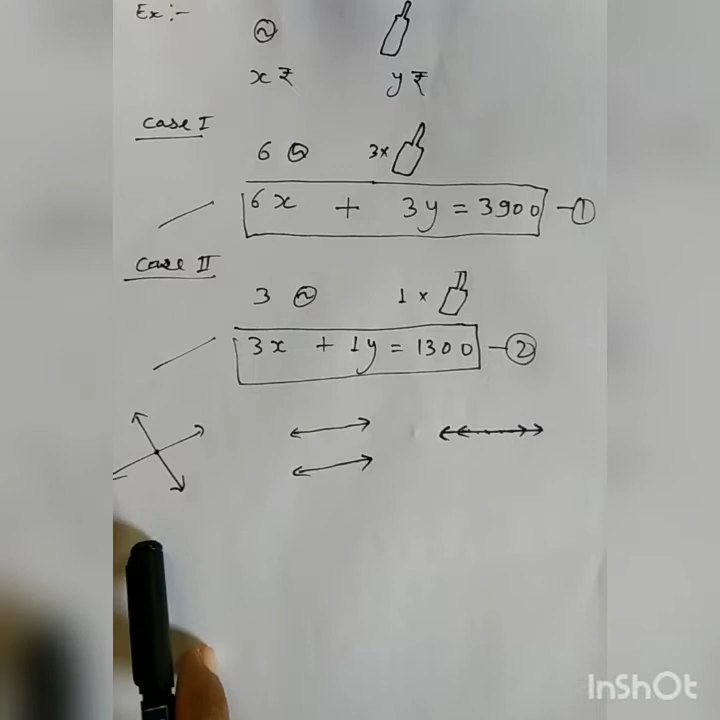 Ex:-
x ₹ y ₹
Case I
6 3×
6x + 3y = 3900 - ①
Case II
3 1×
3x + 1y = 1300 - ②
InShOt